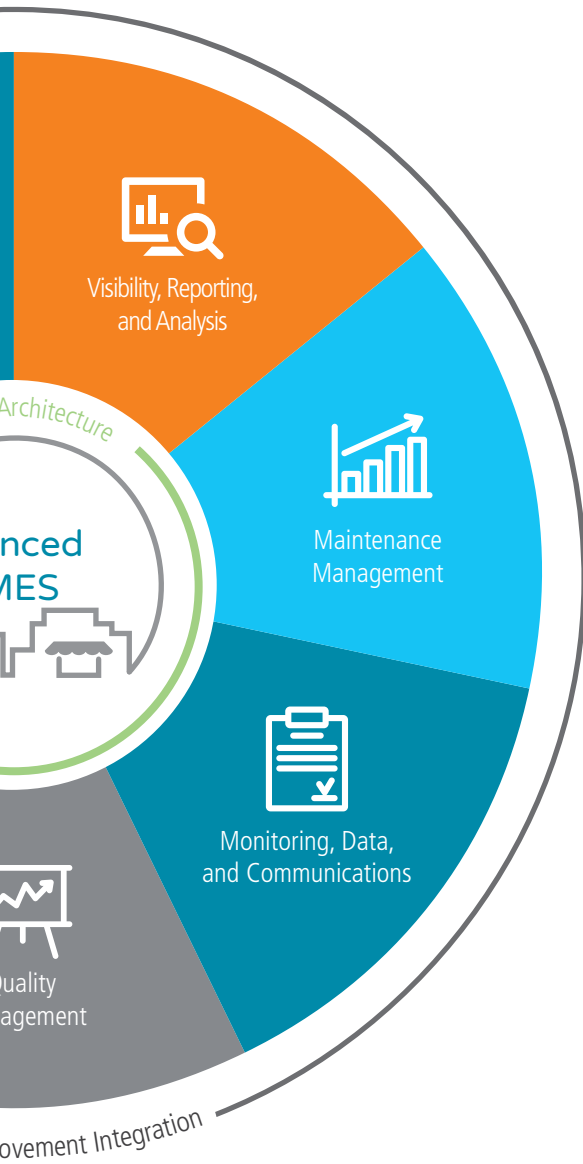 Visibility, Reporting,
and Analysis
Architecture
Maintenance
Management
nced
MES
Monitoring, Data,
and Communications
uality
agement
ovement Integration